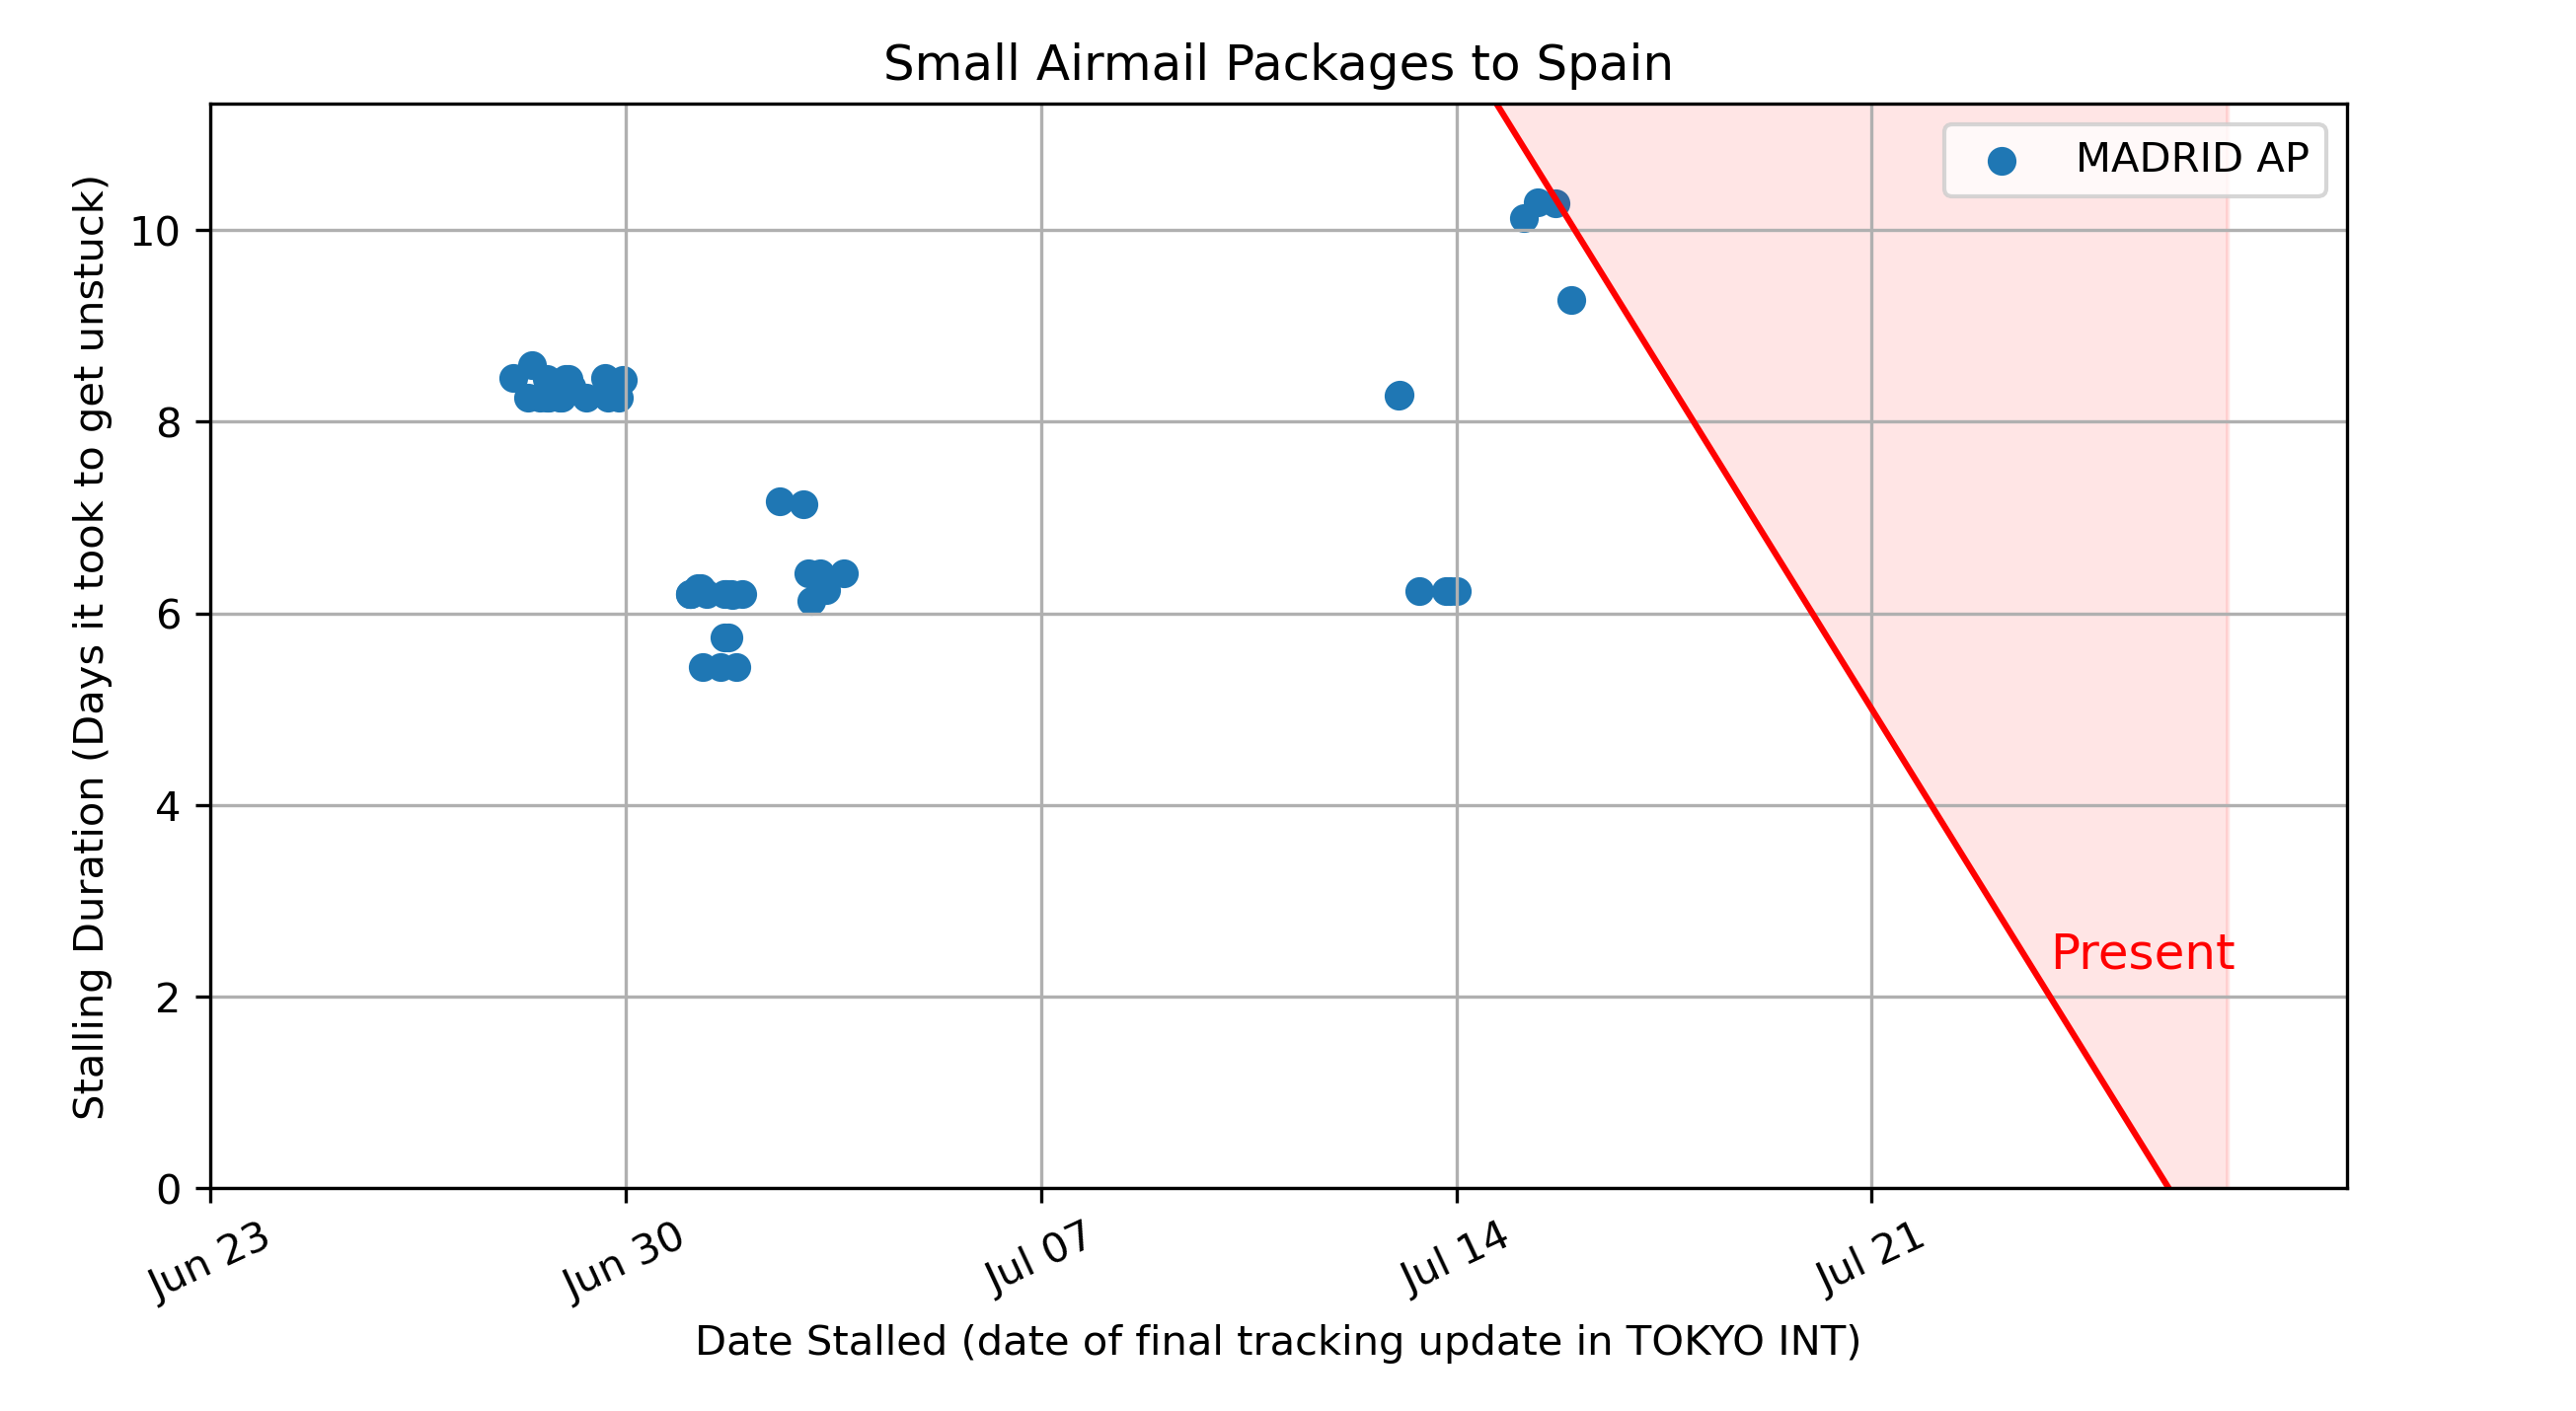 Small Airmail Packages to Spain
MADRID AP
Stalling Duration (Days it took to get unstuck)
10
8
6
4
2
0
Present
Jun 23
Jun 30
Jul 07
Jul 14
Jul 21
Date Stalled (date of final tracking update in TOKYO INT)